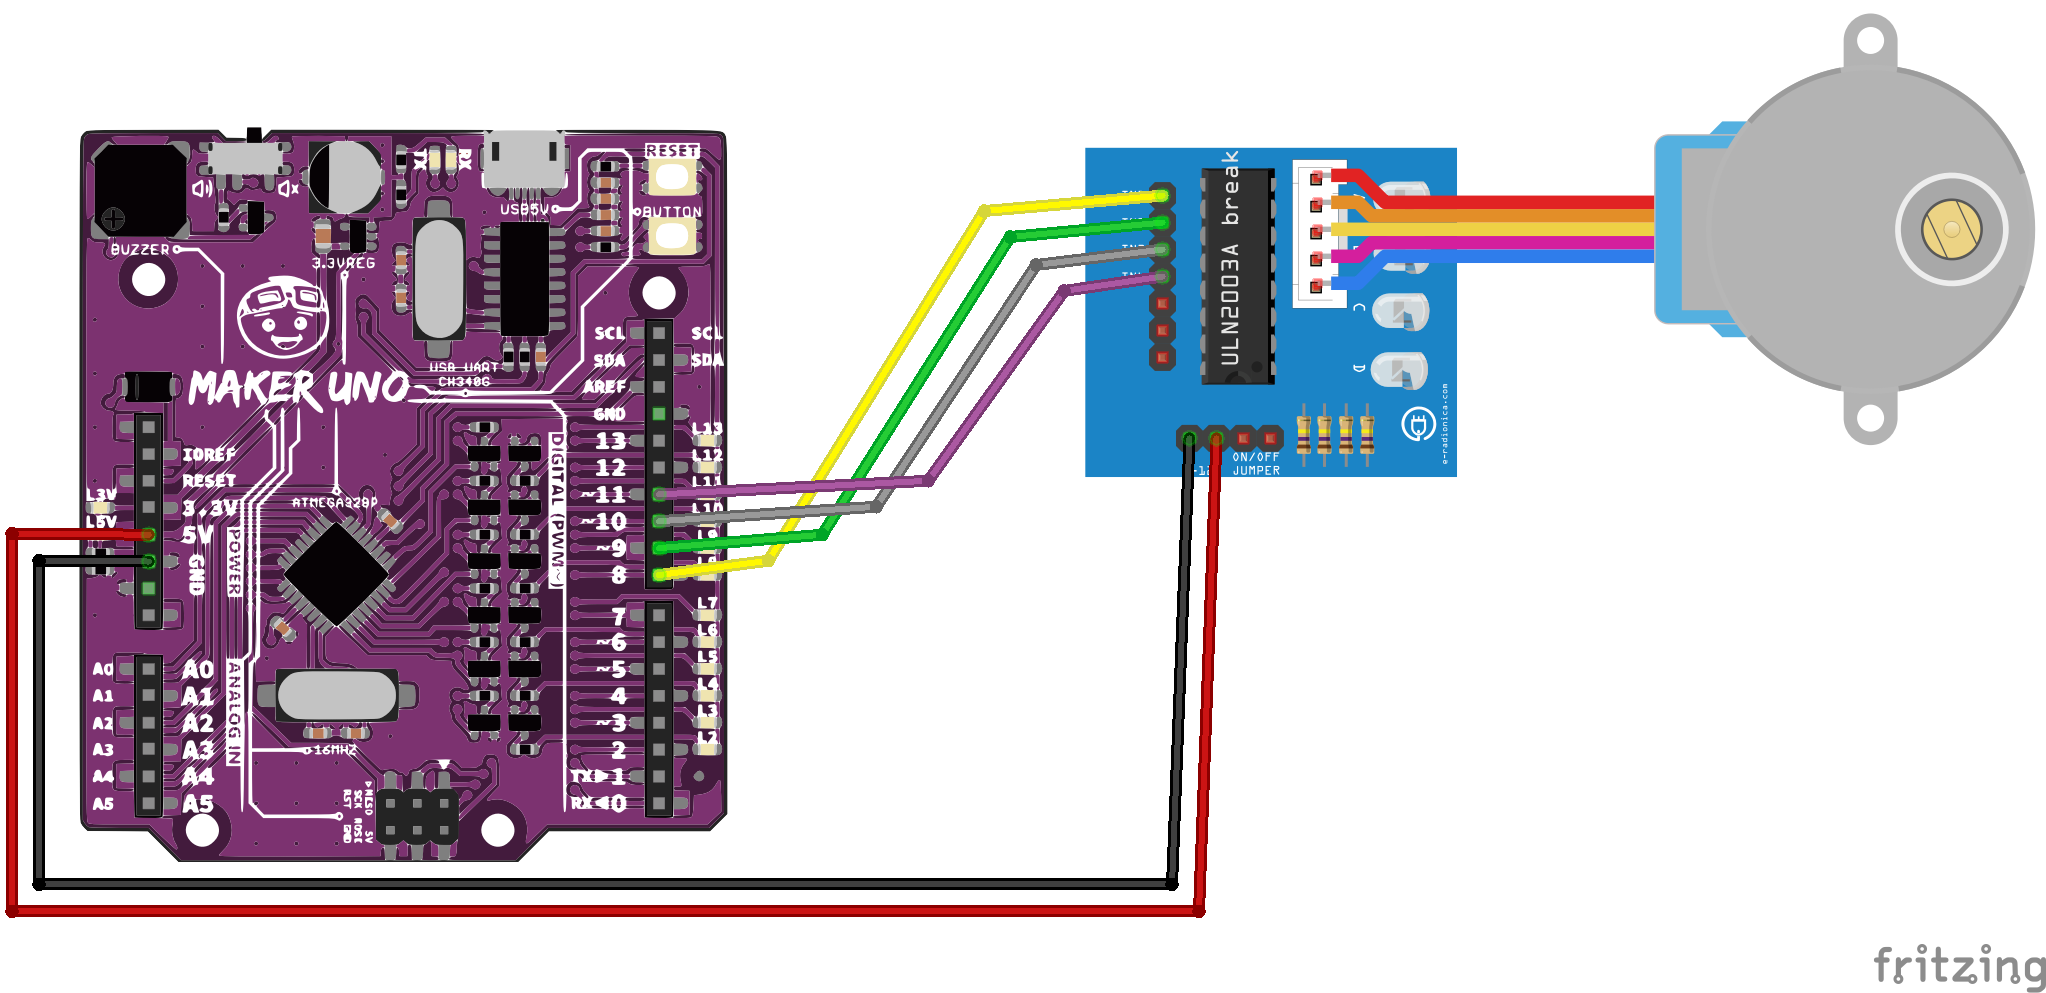 RESET
TX
RX
USB5V
BUTTON
BUZZER
3.3VREG
SCL
SCL
SDA
SDA
USB UART
CH340G
AREF
MAKER UNO
GND
13
L13
12
L12
IOREF
RESET
L3V
3.3V
ATMEGA328P
~11
L11
L5V
5V
~10
L10
GND
POWER
DIGITAL (PWM~)
~9
8
7
L7
~6
L6
A0
A0
~5
L5
A1
A1
4
L4
A2
A2
ANALOG IN
~3
L3
A3
A3
16MHZ
2
L2
A4
A4
TX▶1
A5
A5
RX◀0
RST
SCK
MISO
5V
GND
ULN2003A break
C
D
ON/OFF
JUMPER
e-radionica.com
fritzing